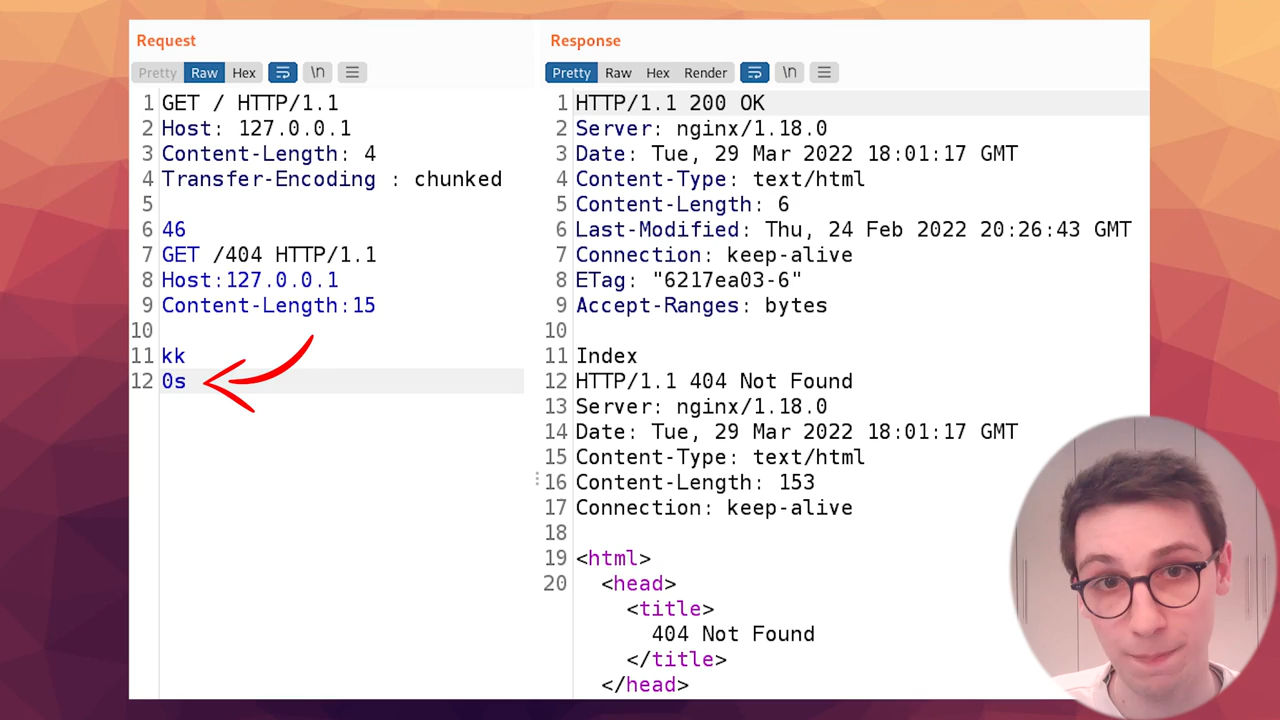 Request
Pretty Raw Hex \n
1 GET / HTTP/1.1
2 Host: 127.0.0.1
3 Content-Length: 4
4 Transfer-Encoding : chunked
5
6 46
7 GET /404 HTTP/1.1
8 Host:127.0.0.1
9 Content-Length:15
10
11 kk
12 0s
Response
Pretty Raw Hex Render \n
1 HTTP/1.1 200 OK
2 Server: nginx/1.18.0
3 Date: Tue, 29 Mar 2022 18:01:17 GMT
4 Content-Type: text/html
5 Content-Length: 6
6 Last-Modified: Thu, 24 Feb 2022 20:26:43 GMT
7 Connection: keep-alive
8 ETag: "6217ea03-6"
9 Accept-Ranges: bytes
10
11 Index
12 HTTP/1.1 404 Not Found
13 Server: nginx/1.18.0
14 Date: Tue, 29 Mar 2022 18:01:17 GMT
15 Content-Type: text/html
16 Content-Length: 153
17 Connection: keep-alive
18
19 <html>
20 <head>
<title>
404 Not Found
</title>
</head>